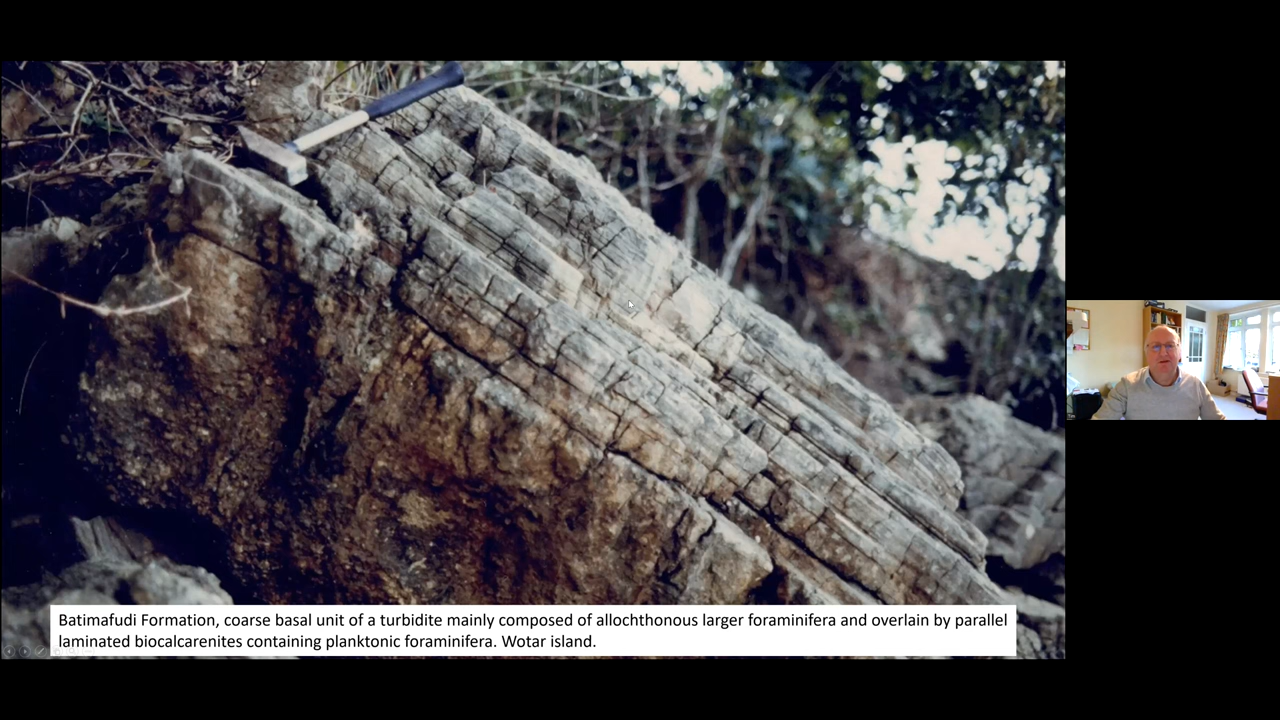 Batimafudi Formation, coarse basal unit of a turbidite mainly composed of allochthonous larger foraminifera and overlain by parallel
laminated biocalcarenites containing planktonic foraminifera. Wotar island.